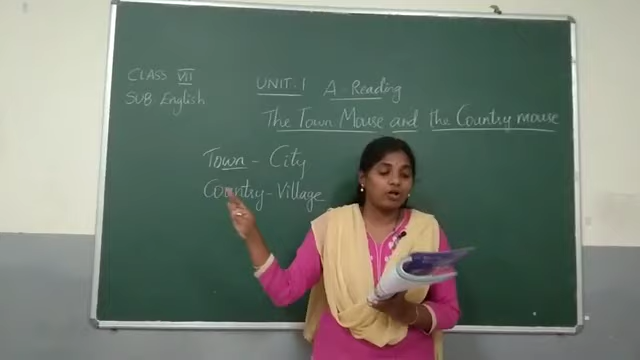 CLASS VII
SUB: English
UNIT: 1 A - Reading
The Town Mouse and the Country mouse
Town - City
Country - Village